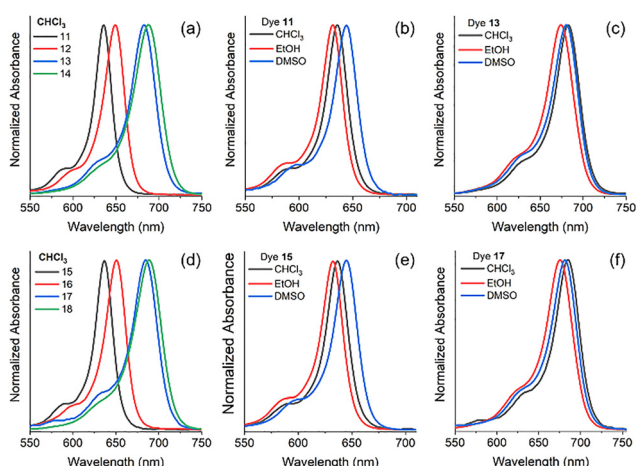 CHCl3
11
12
13
14
(a)
Normalized Absorbance
550 600 650 700 750
Wavelength (nm)
Dye 11
CHCl3
EtOH
DMSO
(b)
Normalized Absorbance
550 600 650 700
Wavelength (nm)
Dye 13
CHCl3
EtOH
DMSO
(c)
Normalized Absorbance
550 600 650 700 750
Wavelength (nm)
CHCl3
15
16
17
18
(d)
Normalized Absorbance
550 600 650 700 750
Wavelength (nm)
Dye 15
CHCl3
EtOH
DMSO
(e)
Normalized Absorbance
550 600 650 700
Wavelength (nm)
Dye 17
CHCl3
EtOH
DMSO
(f)
Normalized Absorbance
550 600 650 700 750
Wavelength (nm)